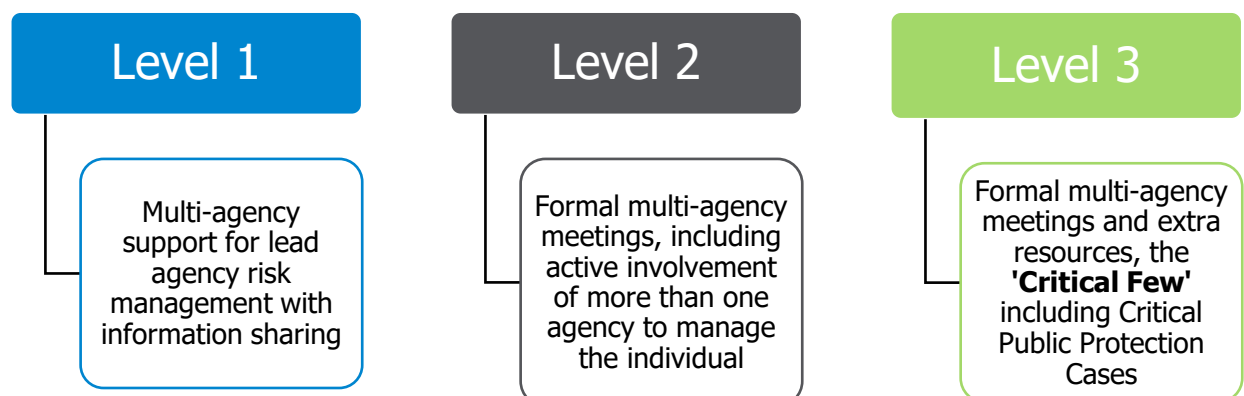 Level 1
Multi-agency
support for lead
agency risk
management with
information sharing
Level 2
Formal multi-agency
meetings, including
active involvement
of more than one
agency to manage
the individual
Level 3
Formal multi-agency
meetings and extra
resources, the
'Critical Few'
including Critical
Public Protection
Cases